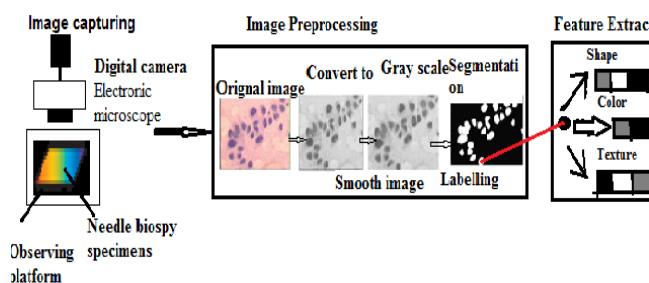 Image capturing
Digital camera
Electronic
microscope
Needle biospy
specimens
Observing
platform
Image Preprocessing
Orignal image
Convert to
Gray scale
Segmentati
on
Smooth image
Labelling
Feature Extrac
Shape
Color
Texture